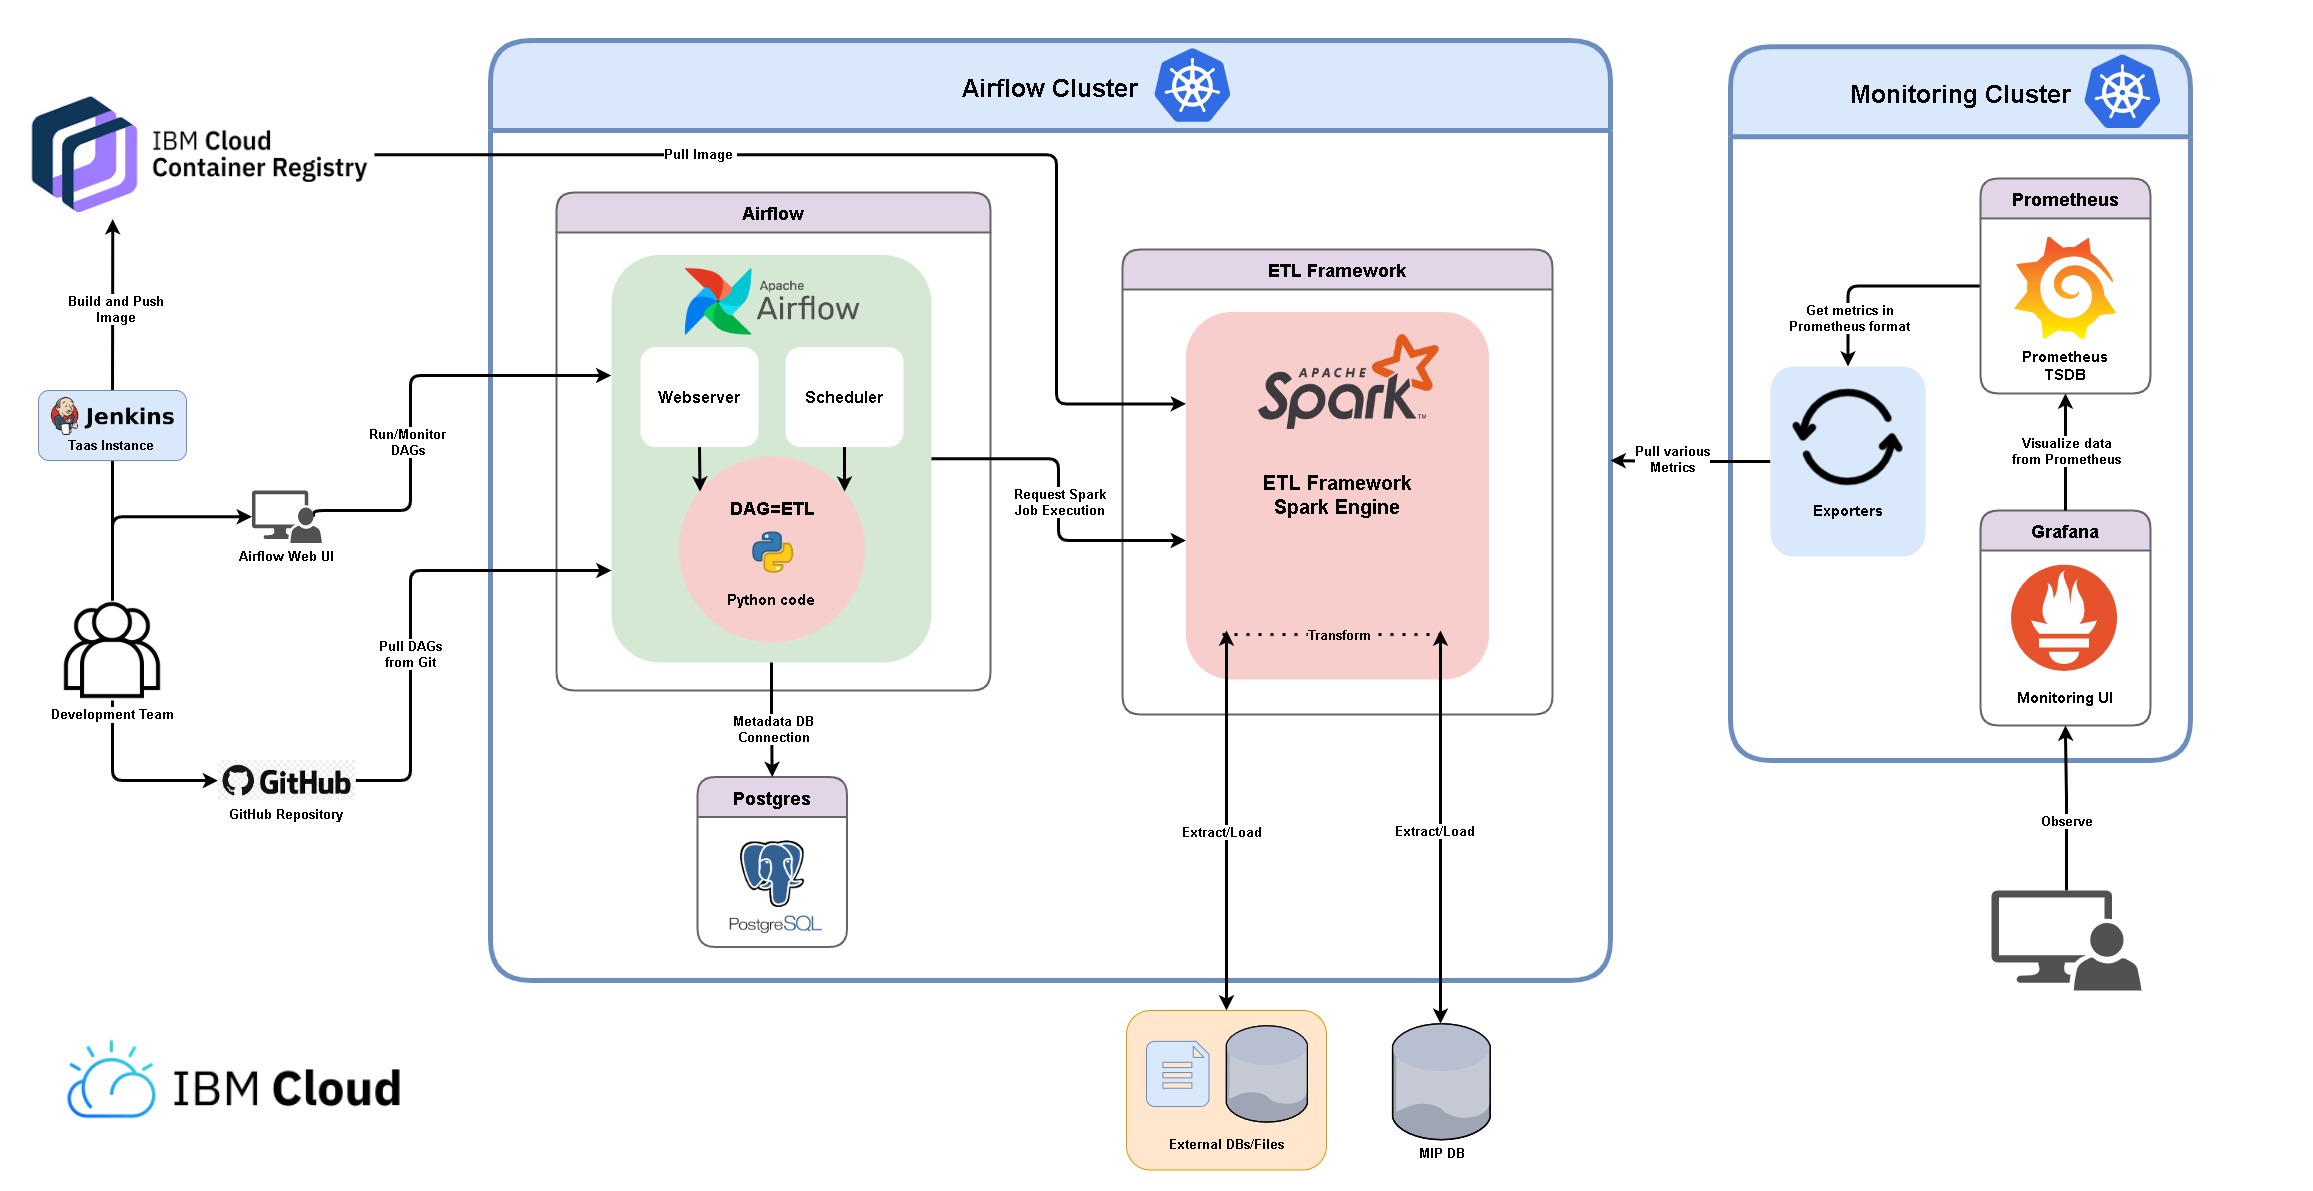 Airflow Cluster
Monitoring Cluster
IBM Cloud
Container Registry
Pull Image
Build and Push
Image
Jenkins
Taas Instance
Run/Monitor
DAGs
Airflow Web UI
Development Team
Pull DAGs
from Git
GitHub
GitHub Repository
Airflow
Apache
Airflow
Webserver
Scheduler
DAG=ETL
Python code
Metadata DB
Connection
Postgres
PostgreSQL
Request Spark
Job Execution
ETL Framework
APACHE
Spark
TM
ETL Framework
Spark Engine
Transform
Extract/Load
Extract/Load
External DBs/Files
MIP DB
Pull various
Metrics
Prometheus
Prometheus
TSDB
Get metrics in
Prometheus format
Exporters
Visualize data
from Prometheus
Grafana
Monitoring UI
Observe
IBM Cloud